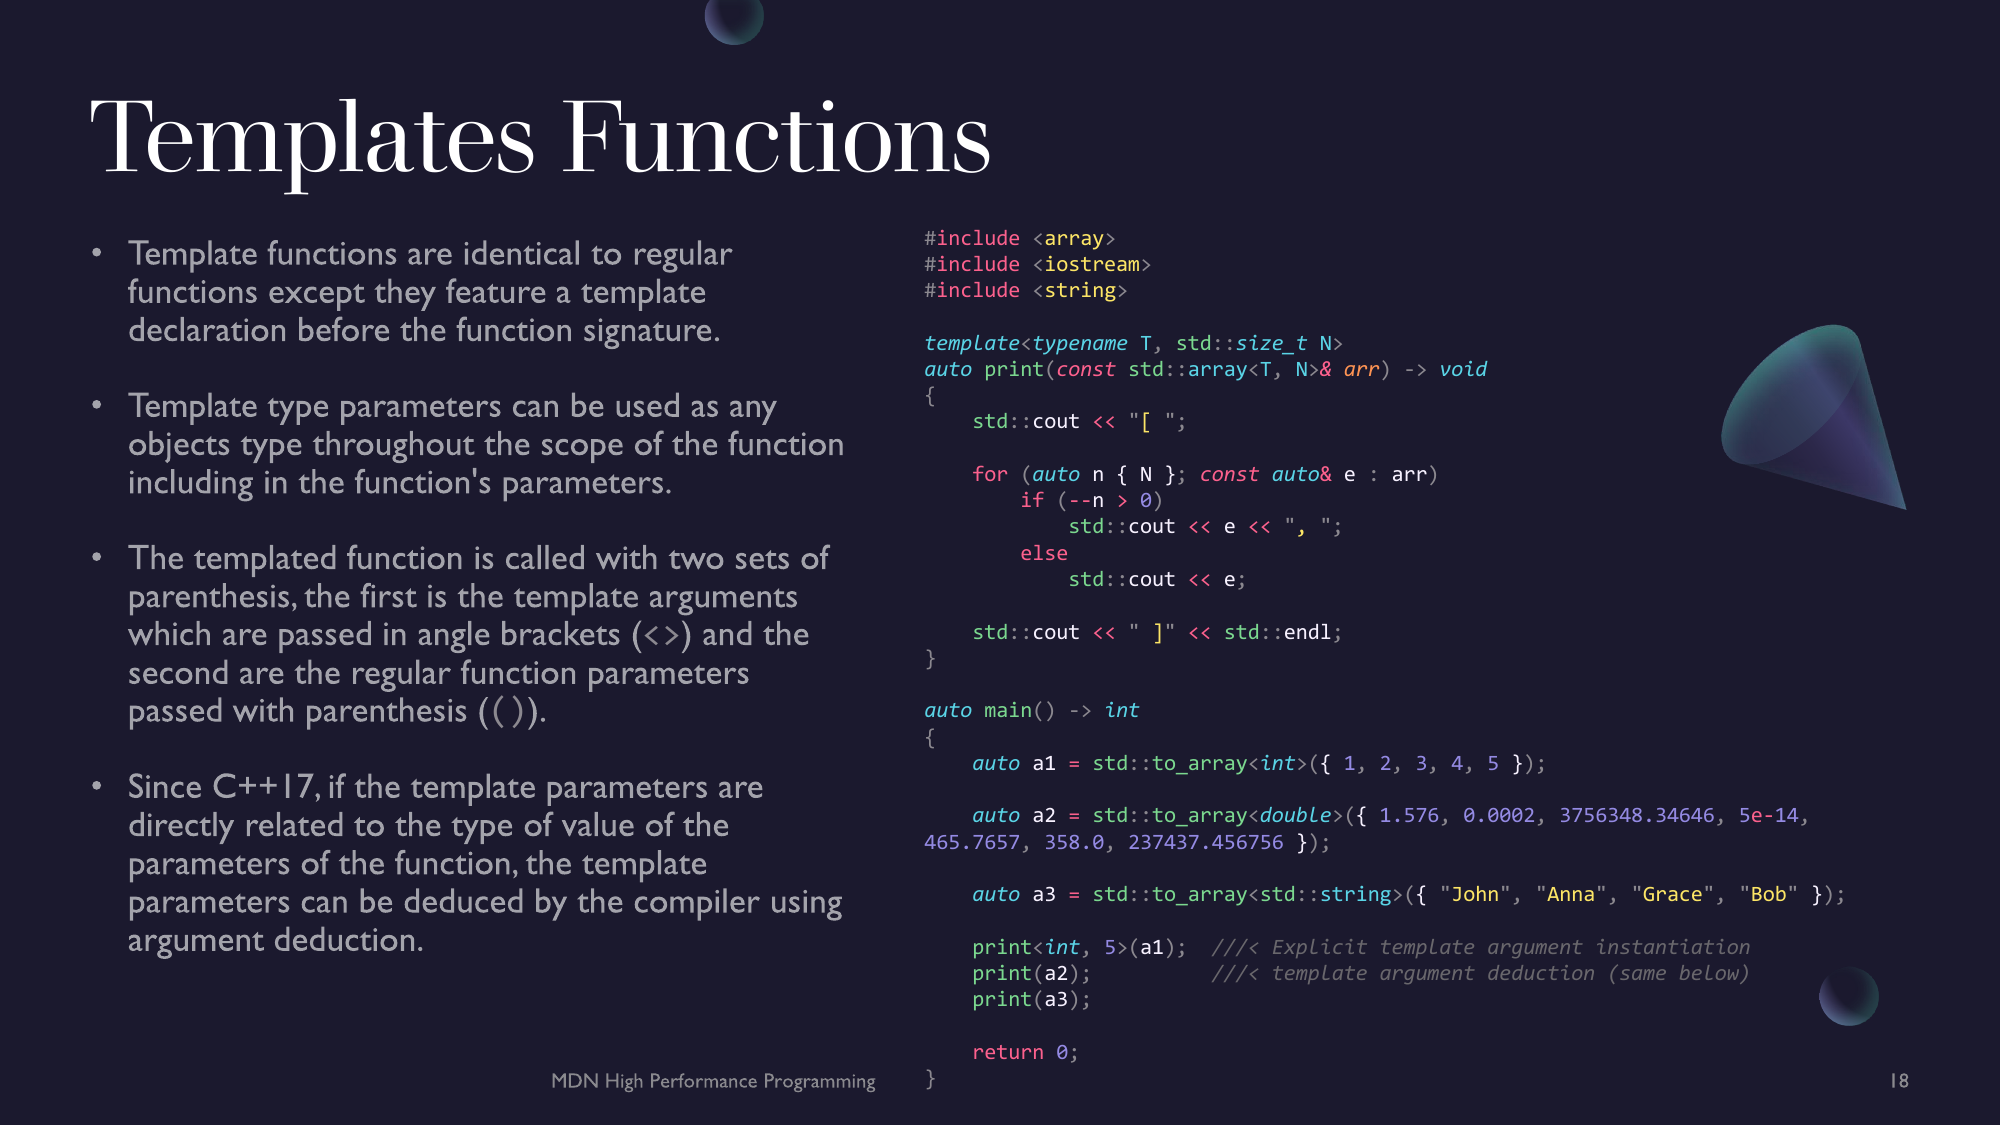 Templates Functions
• Template functions are identical to regular
functions except they feature a template
declaration before the function signature.
• Template type parameters can be used as any
objects type throughout the scope of the function
including in the function's parameters.
• The templated function is called with two sets of
parenthesis, the first is the template arguments
which are passed in angle brackets (<>) and the
second are the regular function parameters
passed with parenthesis (()).
• Since C++17, if the template parameters are
directly related to the type of value of the
parameters of the function, the template
parameters can be deduced by the compiler using
argument deduction.
#include <array>
#include <iostream>
#include <string>
template<typename T, std::size_t N>
auto print(const std::array<T, N>& arr) -> void
{
    std::cout << "[ ";
    for (auto n { N }; const auto& e : arr)
        if (--n > 0)
            std::cout << e << ", ";
        else
            std::cout << e;
    std::cout << " ]" << std::endl;
}
auto main() -> int
{
    auto a1 = std::to_array<int>({ 1, 2, 3, 4, 5 });
    auto a2 = std::to_array<double>({ 1.576, 0.0002, 3756348.34646, 5e-14,
465.7657, 358.0, 237437.456756 });
    auto a3 = std::to_array<std::string>({ "John", "Anna", "Grace", "Bob" });
    print<int, 5>(a1);  ///< Explicit template argument instantiation
    print(a2);          ///< template argument deduction (same below)
    print(a3);
    return 0;
}
MDN High Performance Programming
18